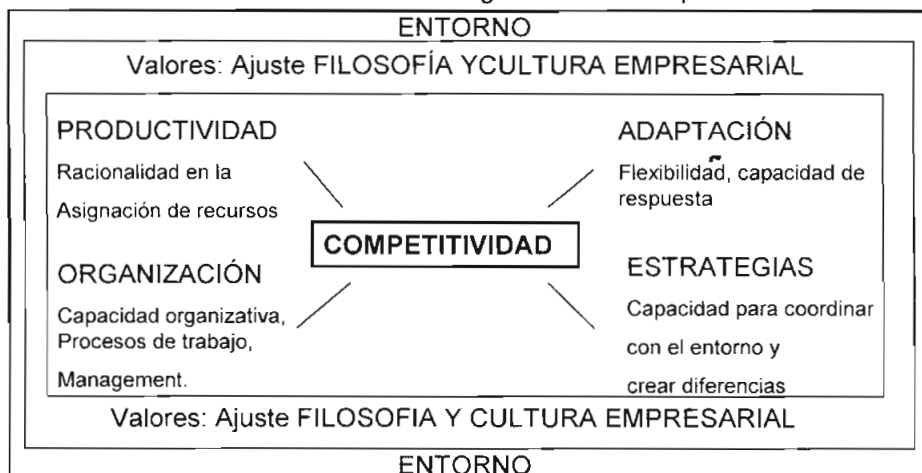 ENTORNO
Valores: Ajuste FILOSOFÍA YCULTURA EMPRESARIAL
PRODUCTIVIDAD
Racionalidad en la
Asignación de recursos
ADAPTACIÓN
Flexibilidad, capacidad de
respuesta
COMPETITIVIDAD
ORGANIZACIÓN
Capacidad organizativa,
Procesos de trabajo,
Management.
ESTRATEGIAS
Capacidad para coordinar
con el entorno y
crear diferencias
Valores: Ajuste FILOSOFIA Y CULTURA EMPRESARIAL
ENTORNO